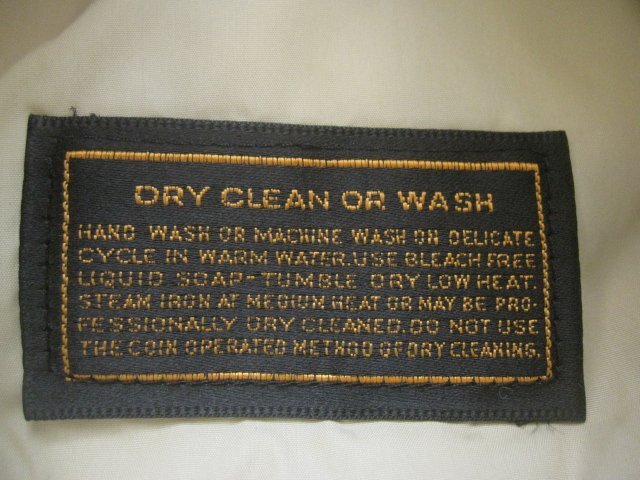 DRY CLEAN OR WASH
HAND WASH OR MACHINE WASH ON DELICATE
CYCLE IN WARM WATER.USE BLEACH FREE
LIQUID SOAP-TUMBLE DRY LOW HEAT.
STEAM IRON AT MEDIUM HEAT OR MAY BE PRO-
FESSIONALLY DRY CLEANED.DO NOT USE
THE COIN OPERATED METHOD OF DRY CLEANING.